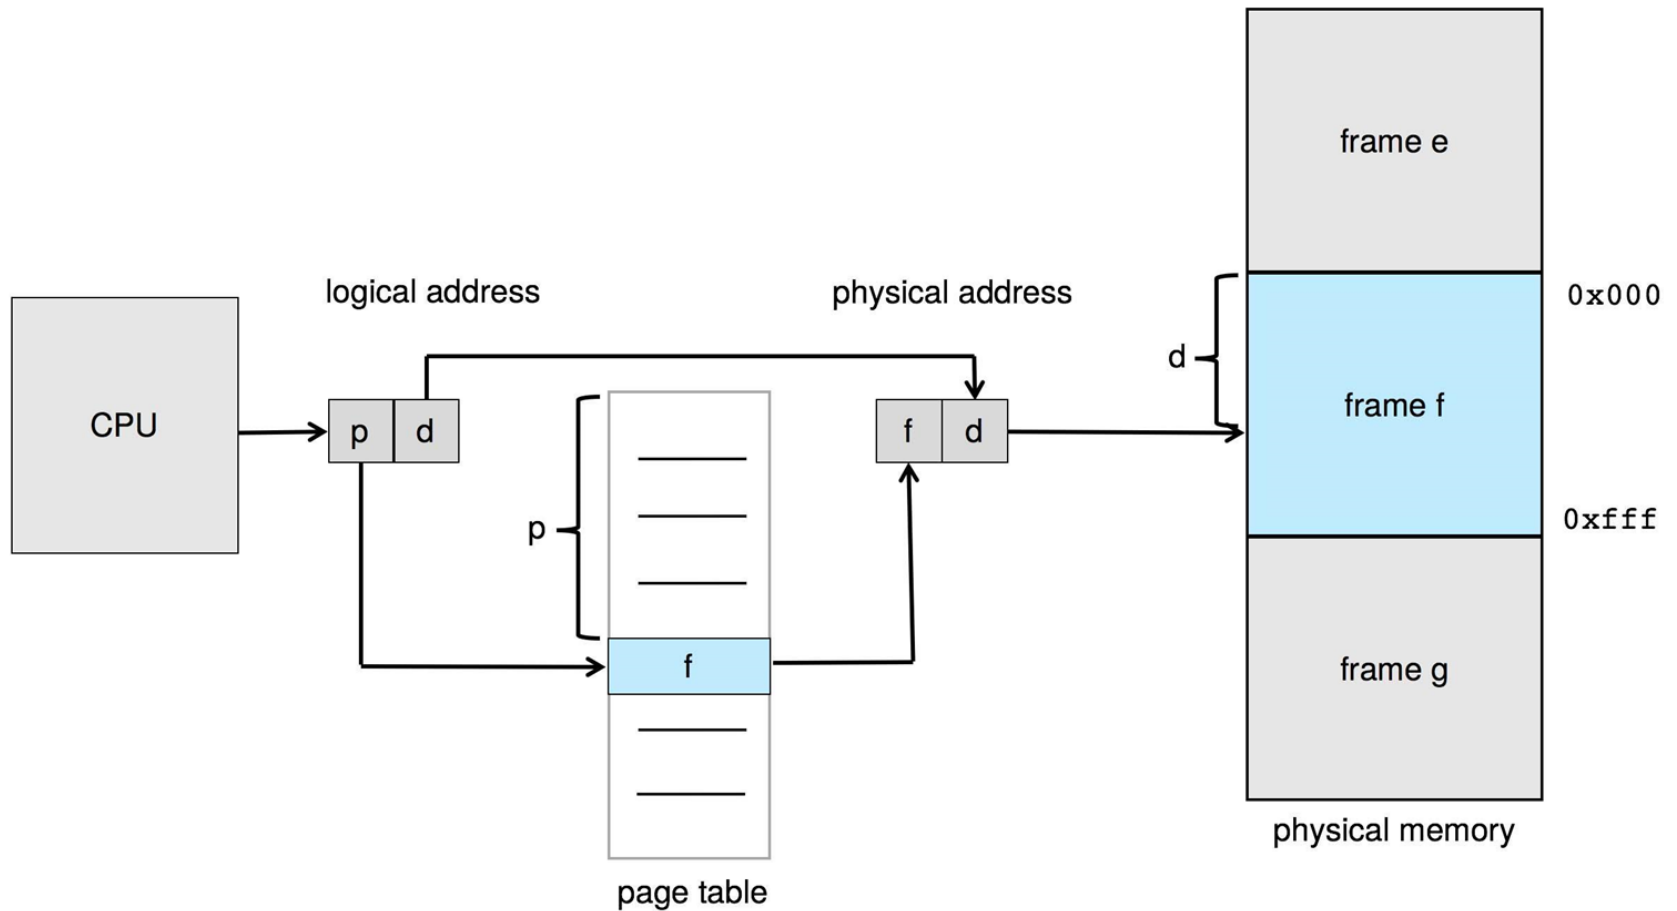 frame e
logical address
physical address
0x000
d
frame f
CPU
p
d
f
d
p
0xfff
f
frame g
physical memory
page table